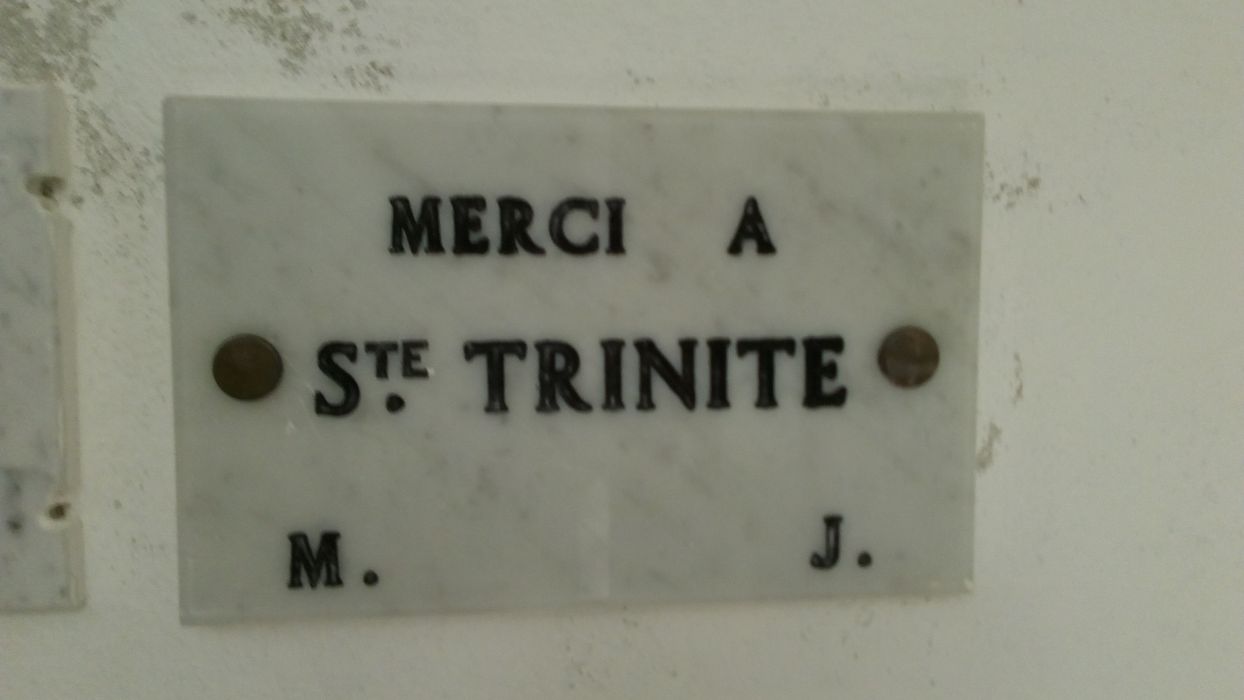 MERCI A
STE. TRINITE
M. J.